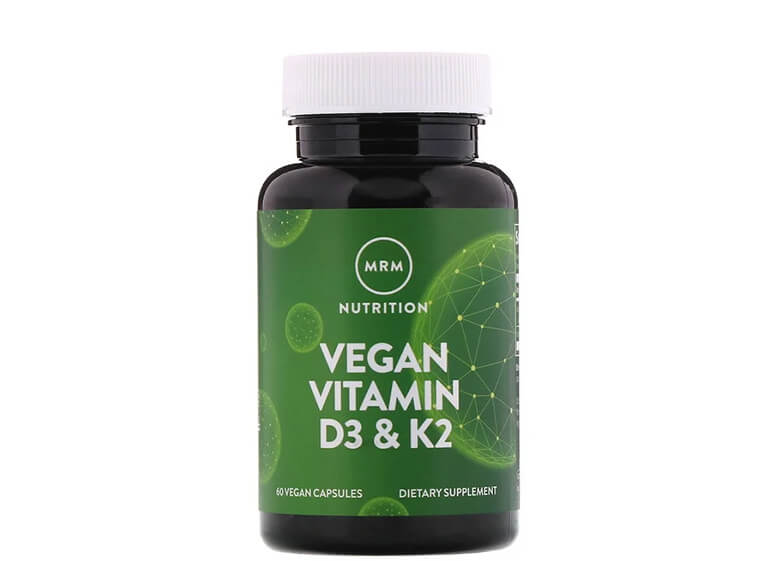 MRM
NUTRITION®
VEGAN
VITAMIN
D3 & K2
60 VEGAN CAPSULES DIETARY SUPPLEMENT